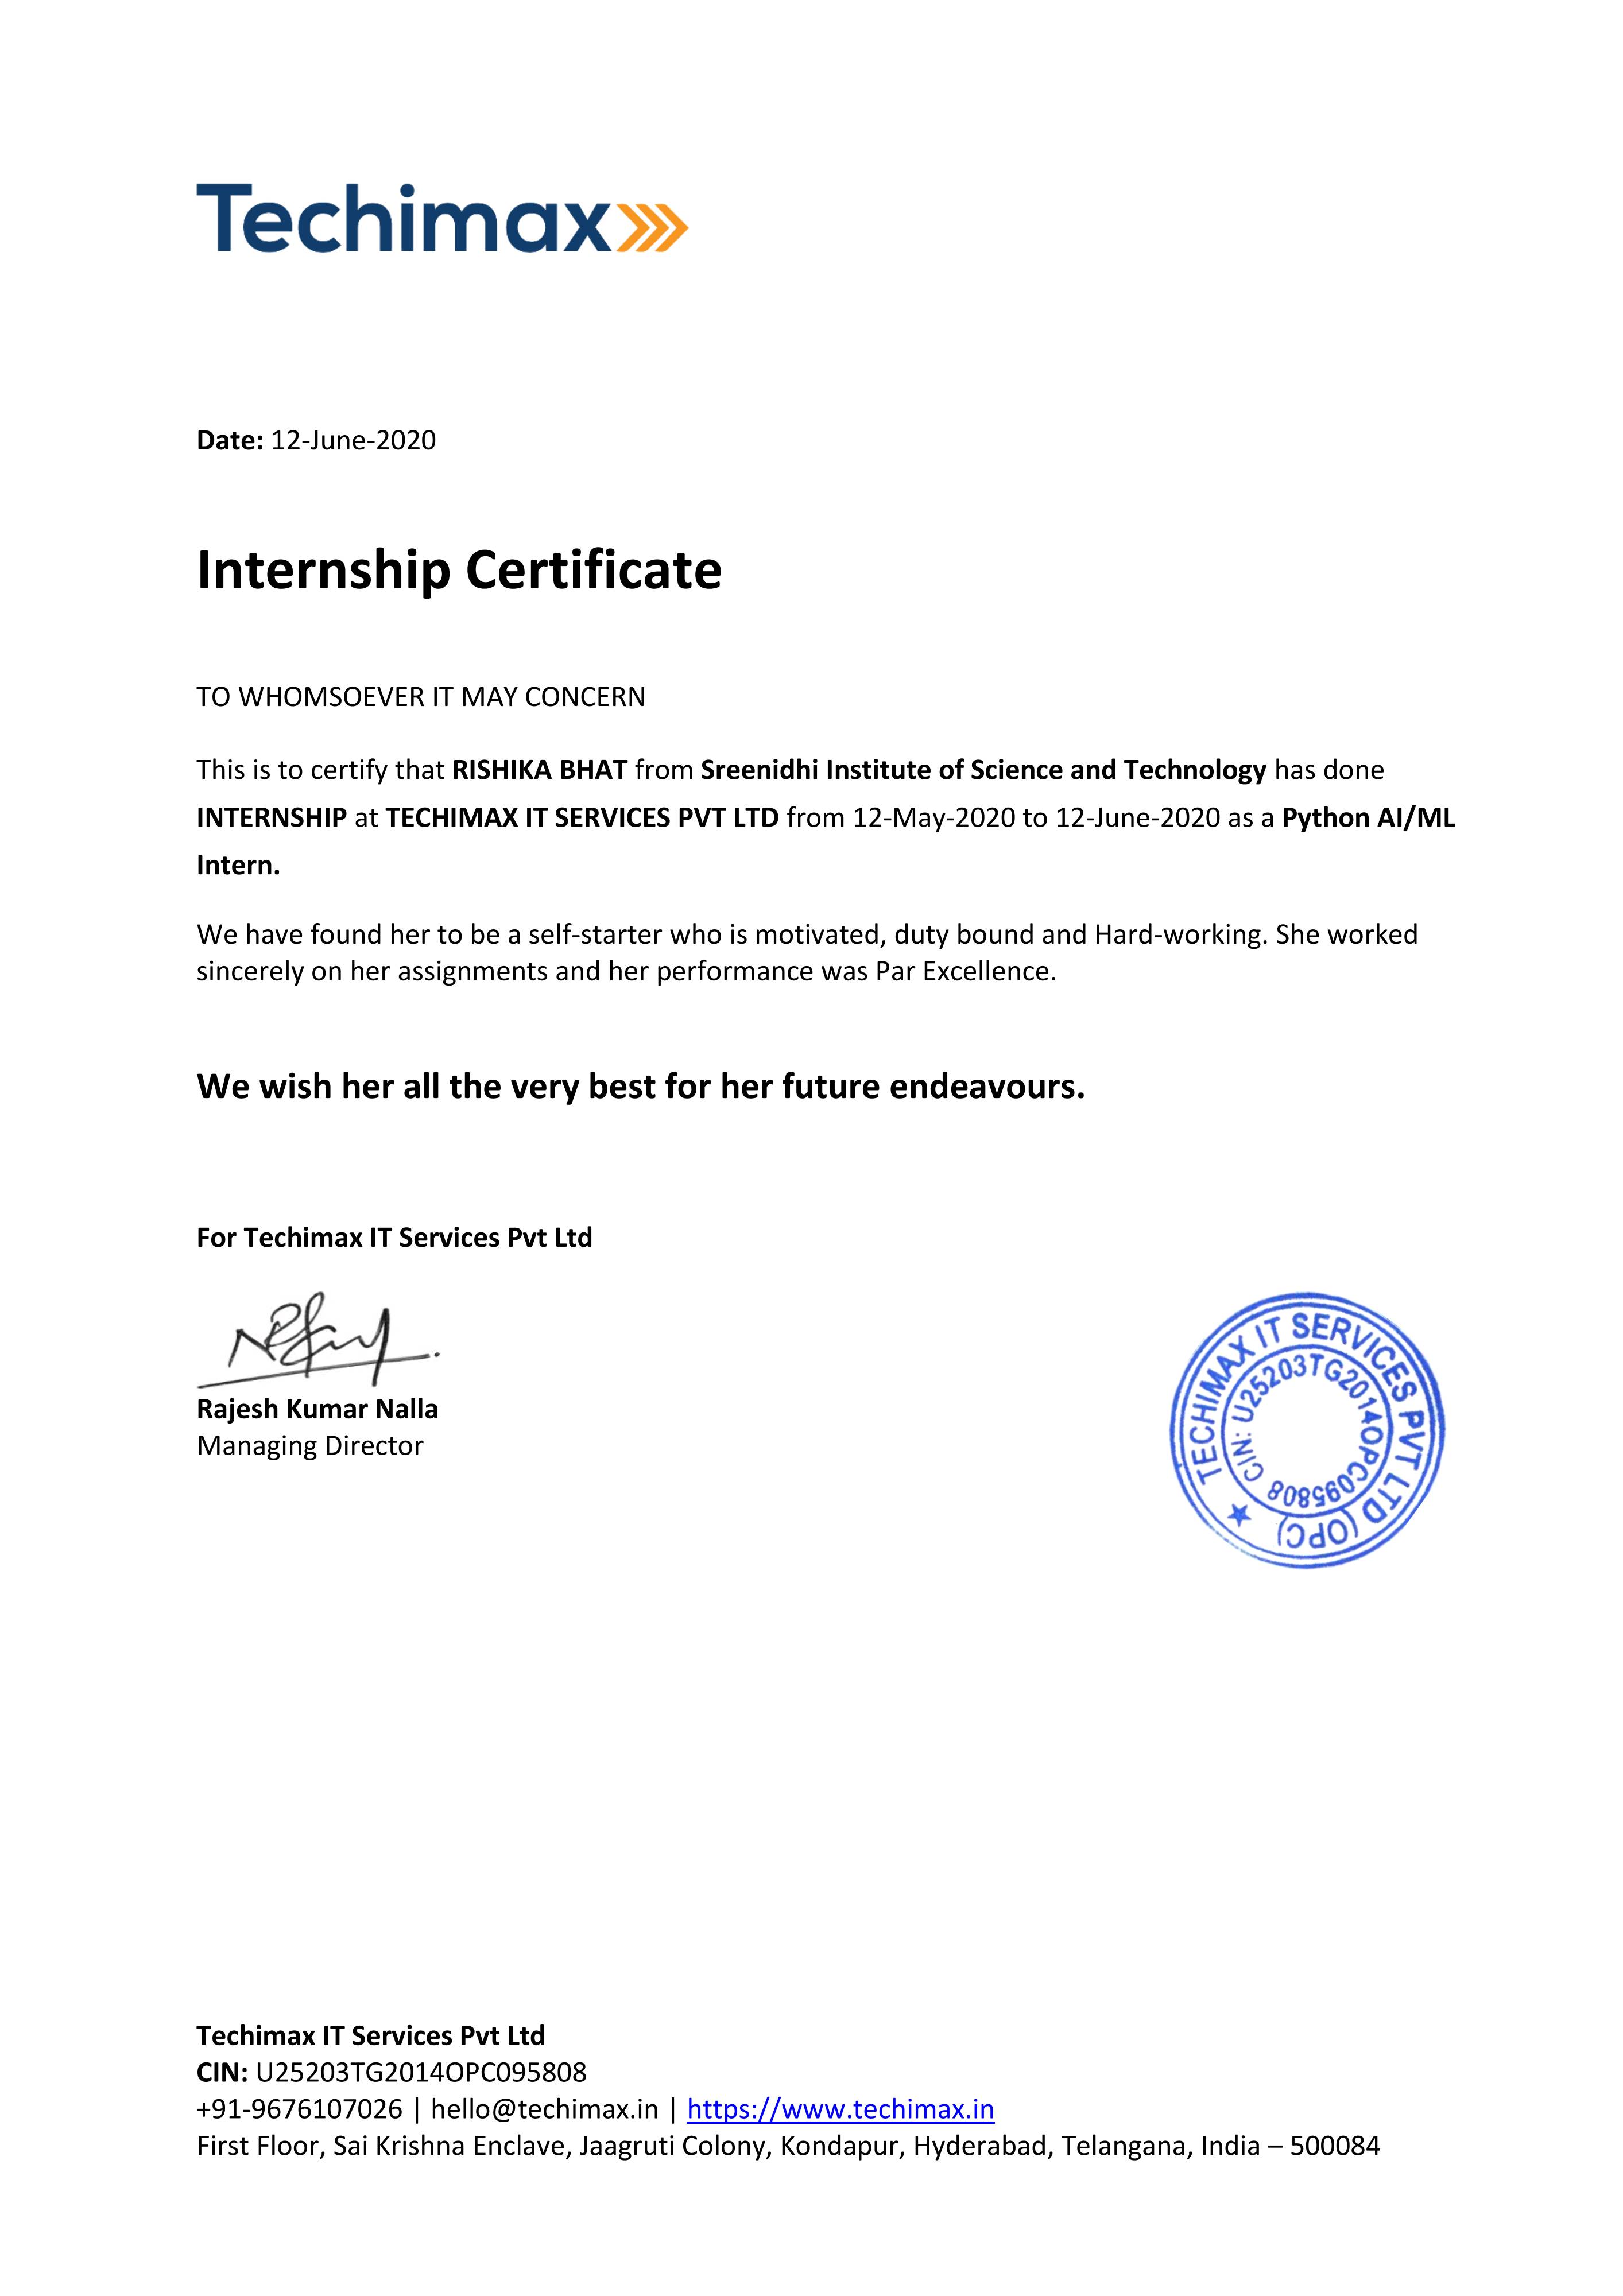 Techimax
Date: 12-June-2020
Internship Certificate
TO WHOMSOEVER IT MAY CONCERN
This is to certify that RISHIKA BHAT from Sreenidhi Institute of Science and Technology has done
INTERNSHIP at TECHIMAX IT SERVICES PVT LTD from 12-May-2020 to 12-June-2020 as a Python AI/ML
Intern.
We have found her to be a self-starter who is motivated, duty bound and Hard-working. She worked
sincerely on her assignments and her performance was Par Excellence.
We wish her all the very best for her future endeavours.
For Techimax IT Services Pvt Ltd
Rajesh Kumar Nalla
Managing Director
TECHIMAX IT SERVICES PVT LTD (OPC)
CIN: U25203TG2014OPC095808
Techimax IT Services Pvt Ltd
CIN: U25203TG2014OPC095808
+91-9676107026 | hello@techimax.in | https://www.techimax.in
First Floor, Sai Krishna Enclave, Jaagruti Colony, Kondapur, Hyderabad, Telangana, India – 500084